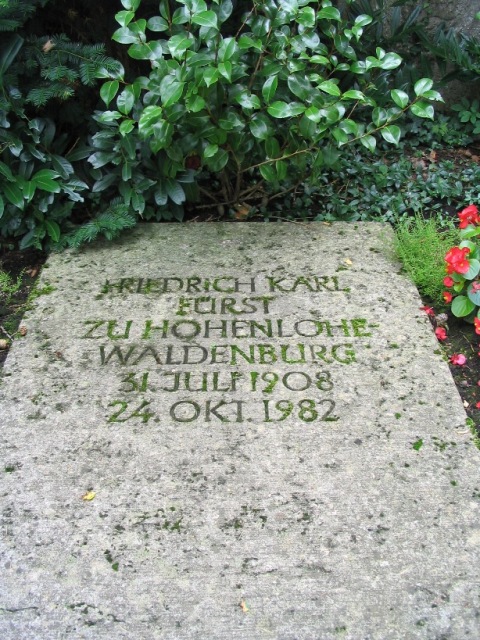 FRIEDRICH KARL
FÜRST
ZU HOHENLOHE-
WALDENBURG
31. JULI 1908
24. OKT. 1982